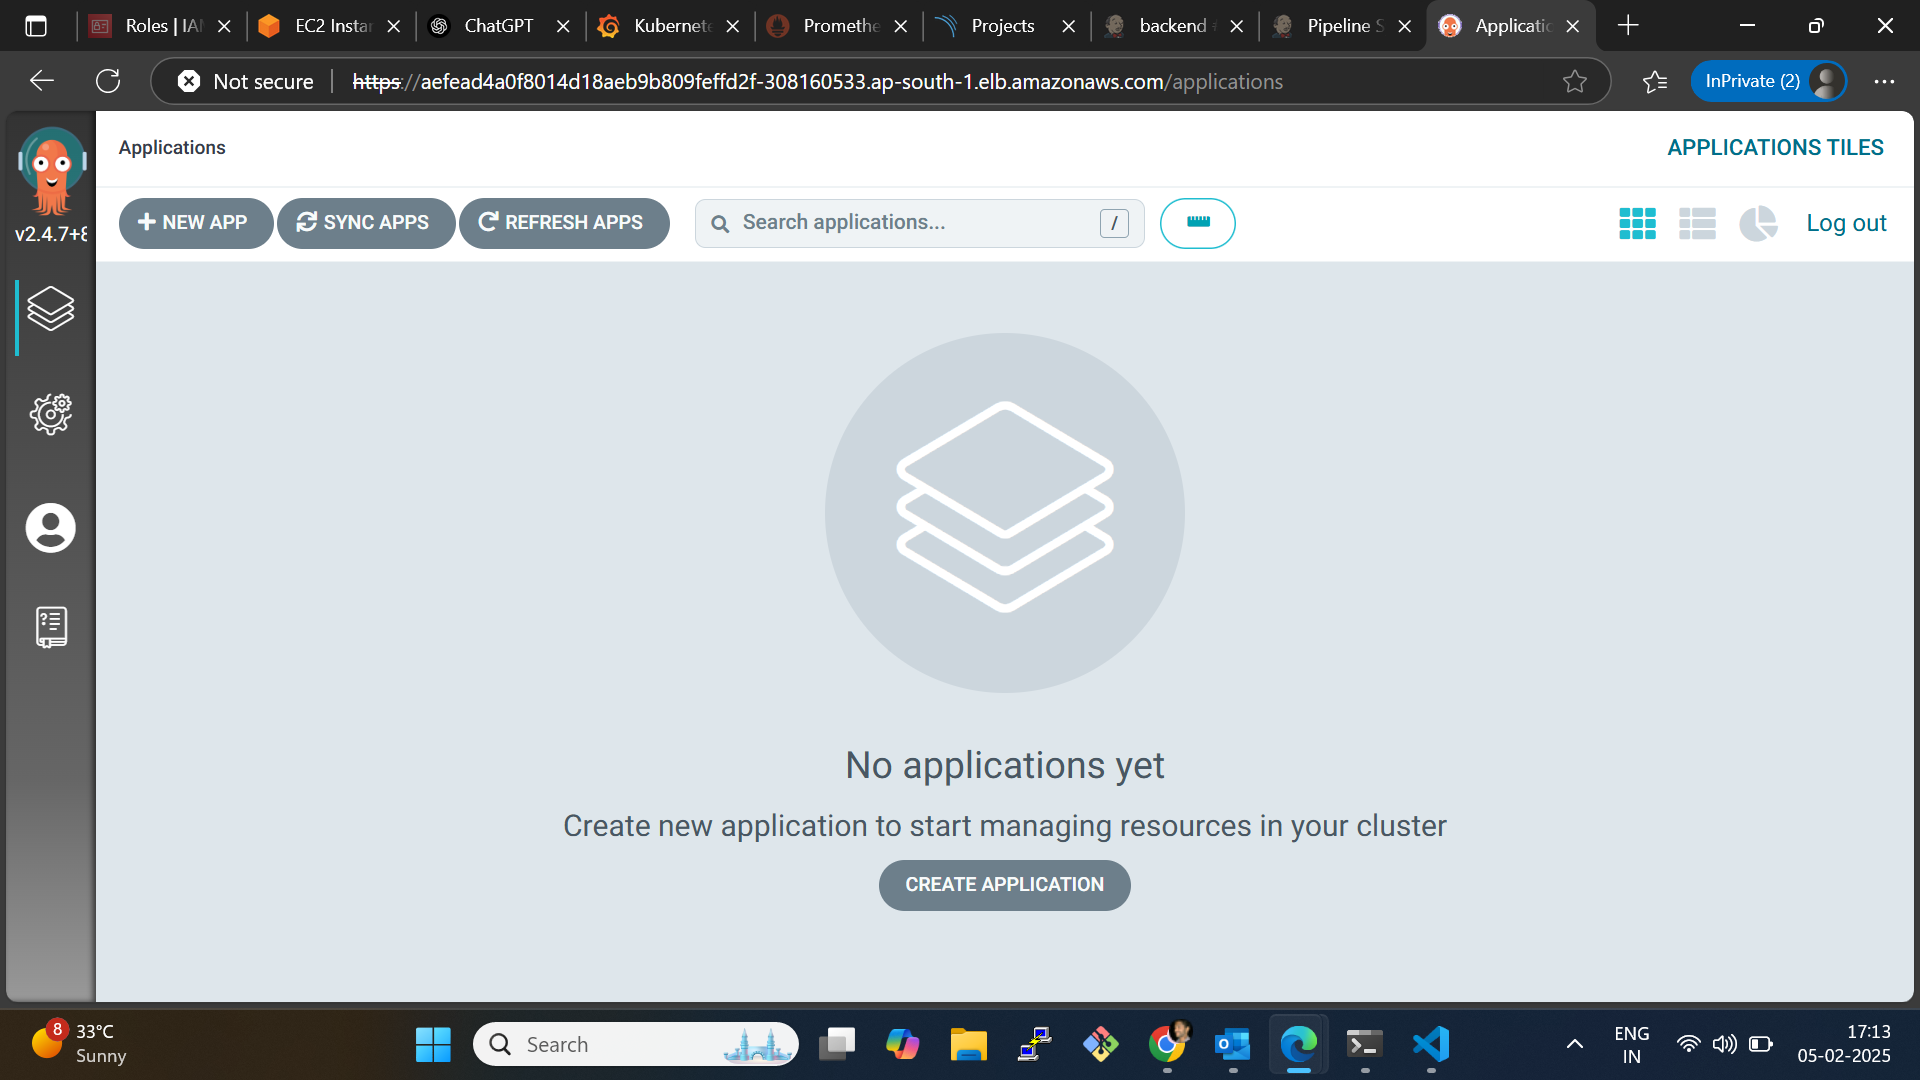 Roles | IAM
EC2 Instan
ChatGPT
Kubernete
Promethe
Projects
backend
Pipeline S
Applicatio
Not secure
https://aefead4a0f8014d18aeb9b809feffd2f-308160533.ap-south-1.elb.amazonaws.com/applications
InPrivate (2)
Applications
APPLICATIONS TILES
v2.4.7+8
NEW APP
SYNC APPS
REFRESH APPS
Search applications...
/
Log out
No applications yet
Create new application to start managing resources in your cluster
CREATE APPLICATION
8
33°C
Sunny
Search
ENG
IN
17:13
05-02-2025